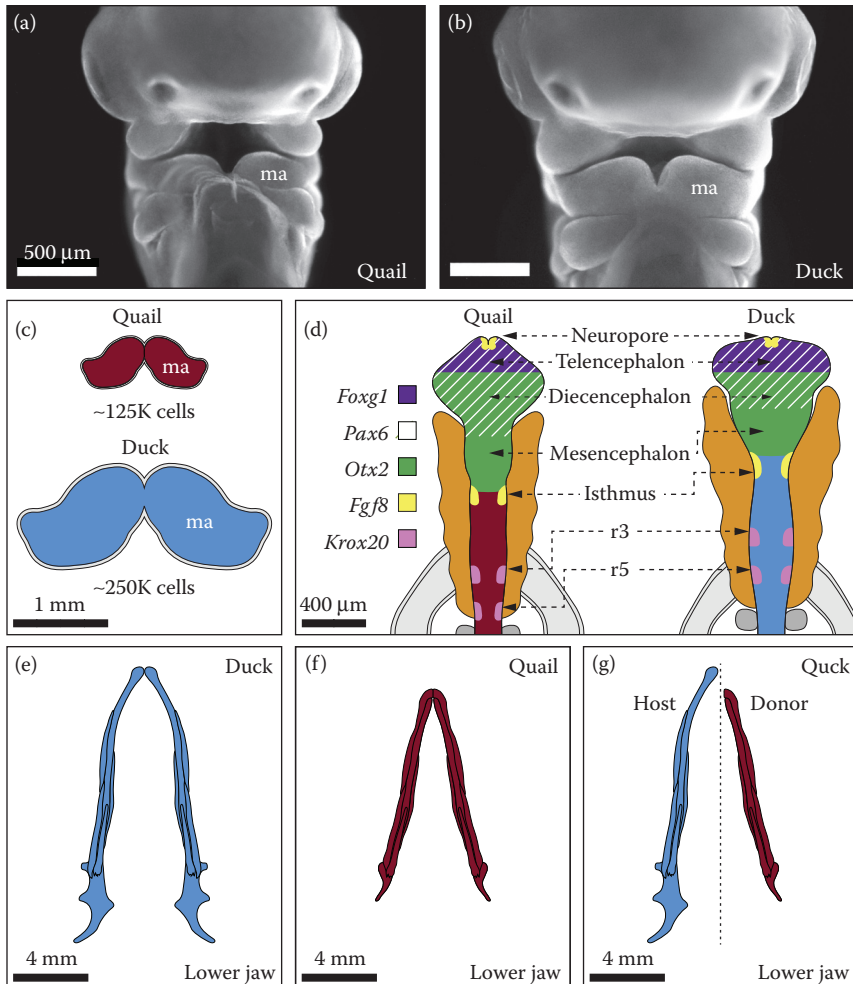 (a)
ma
500 µm
Quail
(b)
ma
Duck
(c)
Quail
ma
~125K cells
Duck
ma
~250K cells
1 mm
(d)
Quail
Duck
Neuropore
Telencephalon
Diecencephalon
Mesencephalon
Isthmus
r3
r5
Foxg1
Pax6
Otx2
Fgf8
Krox20
400 µm
(e)
Duck
4 mm
Lower jaw
(f)
Quail
4 mm
Lower jaw
(g)
Quck
Host
Donor
4 mm
Lower jaw